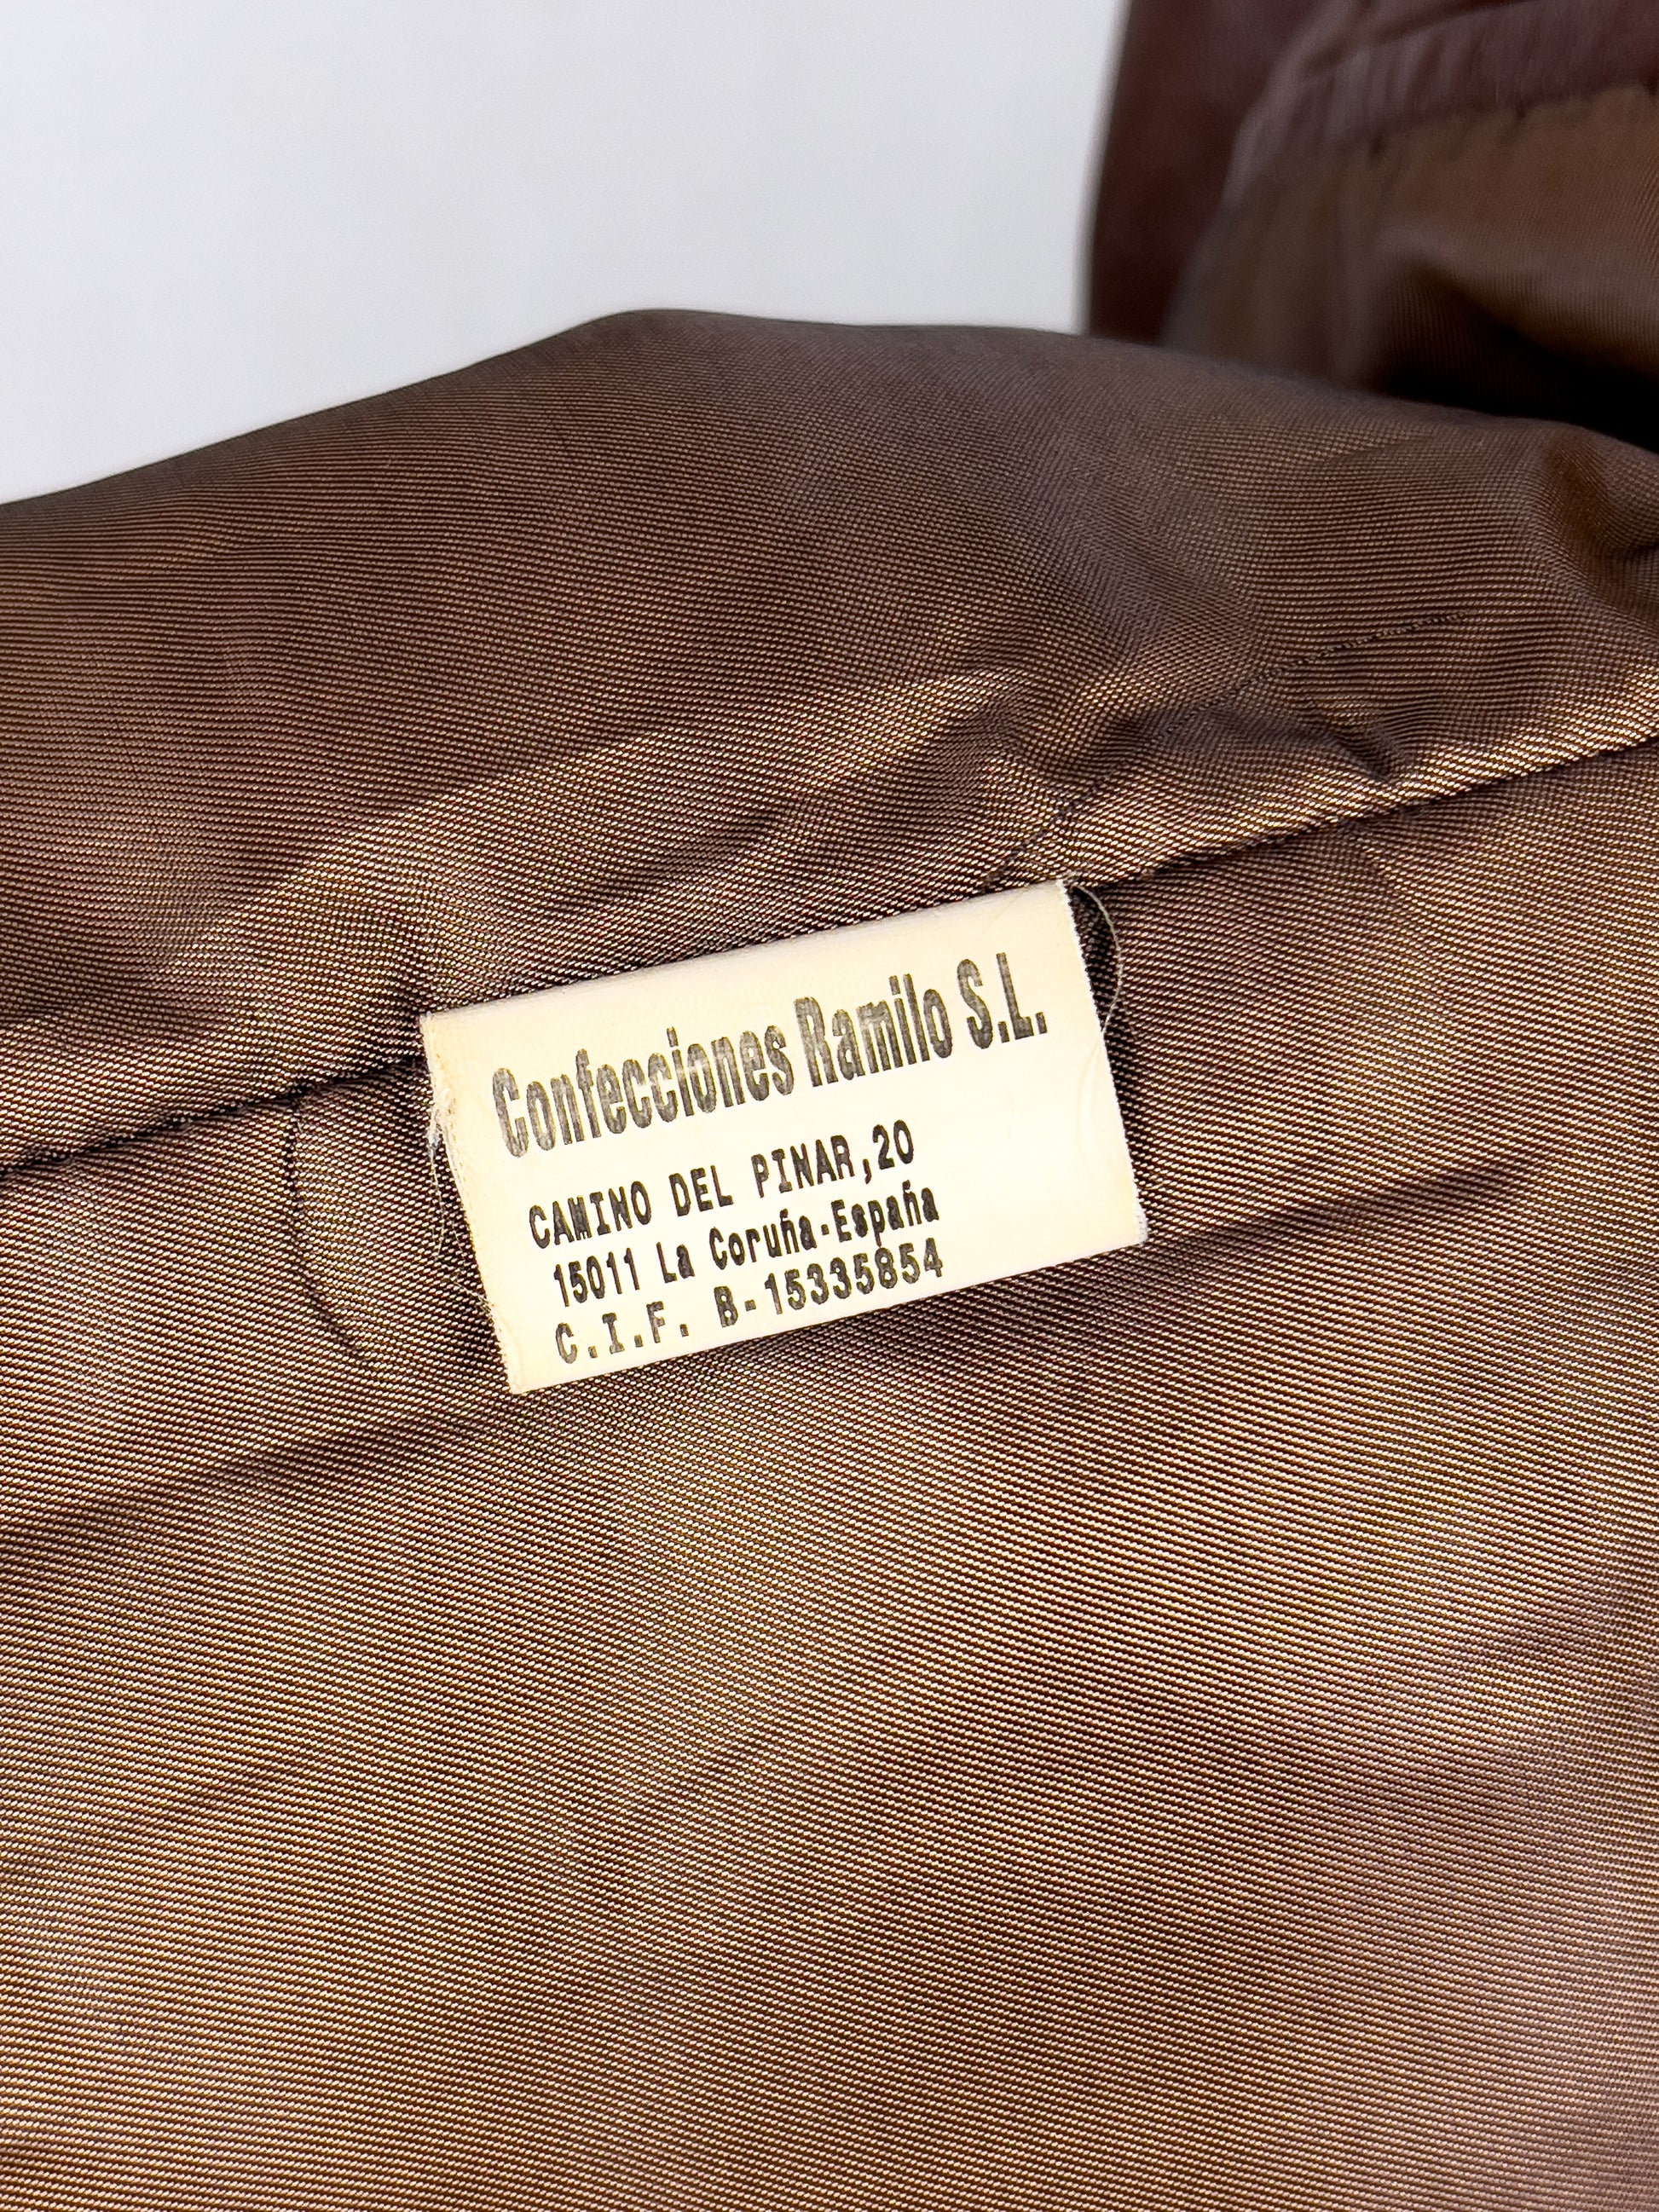 Confecciones Ramilo S.L.
CAMINO DEL PINAR,20
15011 La Coruña-España
C.I.F. B-15335854